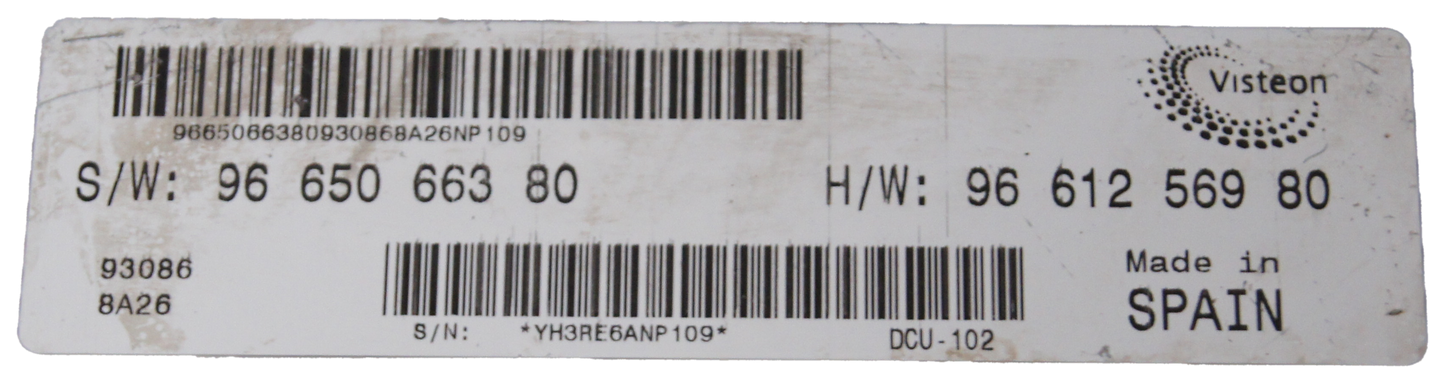 Visteon
9665066380930868A26NP109
S/W: 96 650 663 80
H/W: 96 612 569 80
93086
8A26
S/N: *YH3RE6ANP109*
DCU-102
Made in
SPAIN